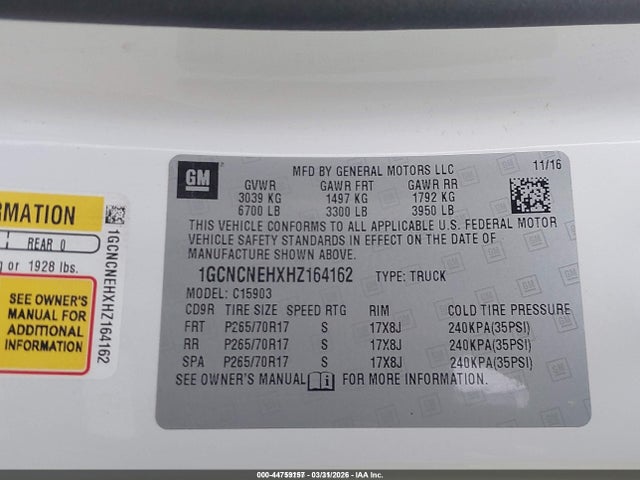 RMATION
REAR 0
g or 1928 lbs.
SEE OWNER'S
MANUAL FOR
ADDITIONAL
INFORMATION
1GCNCNEHXHZ164162
GM
MFD BY GENERAL MOTORS LLC 11/16
GVWR GAWR FRT GAWR RR
3039 KG 1497 KG 1792 KG
6700 LB 3300 LB 3950 LB
THIS VEHICLE CONFORMS TO ALL APPLICABLE U.S. FEDERAL MOTOR
VEHICLE SAFETY STANDARDS IN EFFECT ON THE DATE OF
MANUFACTURE SHOWN ABOVE.
1GCNCNEHXHZ164162 TYPE: TRUCK
MODEL: C15903
CD9R TIRE SIZE SPEED RTG RIM COLD TIRE PRESSURE
FRT P265/70R17 S 17X8J 240KPA(35PSI)
RR P265/70R17 S 17X8J 240KPA(35PSI)
SPA P265/70R17 S 17X8J 240KPA(35PSI)
SEE OWNER'S MANUAL FOR MORE INFORMATION.
000-44759157 - 03/31/2026 - IAA Inc.